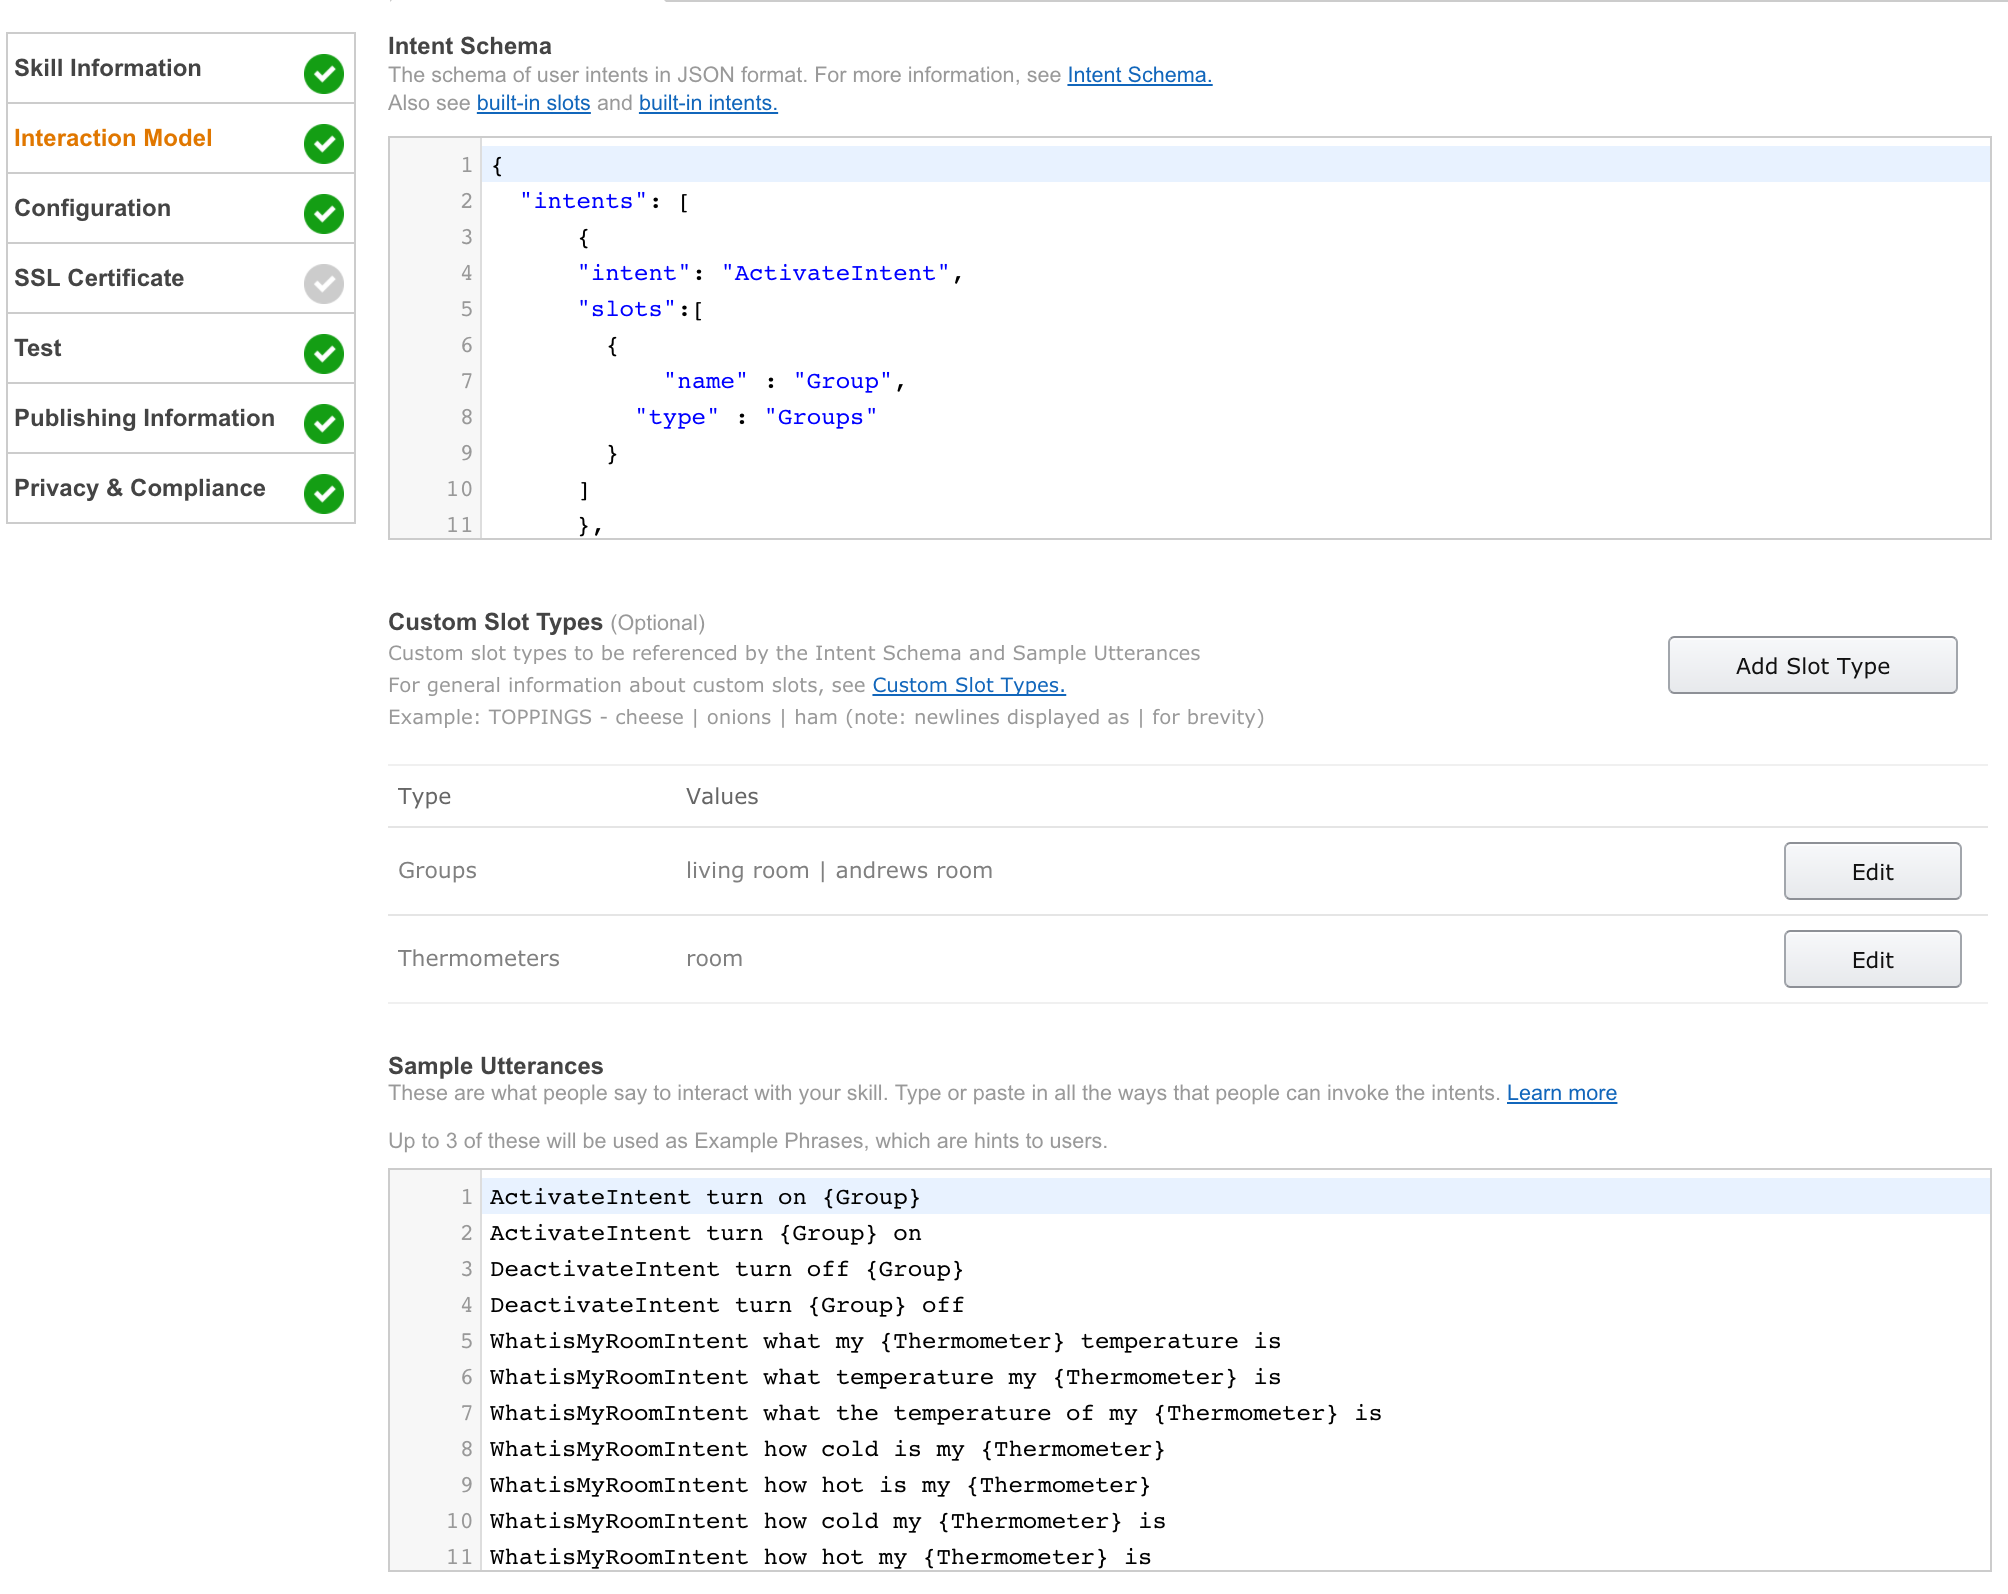 Skill Information
Interaction Model
Configuration
SSL Certificate
Test
Publishing Information
Privacy & Compliance
Intent Schema
The schema of user intents in JSON format. For more information, see Intent Schema.
Also see built-in slots and built-in intents.
1 {
2 "intents": [
3 {
4 "intent": "ActivateIntent",
5 "slots":[
6 {
7 "name" : "Group",
8 "type" : "Groups"
9 }
10 ]
11 },
Custom Slot Types (Optional)
Custom slot types to be referenced by the Intent Schema and Sample Utterances
For general information about custom slots, see Custom Slot Types.
Example: TOPPINGS - cheese | onions | ham (note: newlines displayed as | for brevity)
Add Slot Type
Type Values
Groups living room | andrews room Edit
Thermometers room Edit
Sample Utterances
These are what people say to interact with your skill. Type or paste in all the ways that people can invoke the intents. Learn more
Up to 3 of these will be used as Example Phrases, which are hints to users.
1 ActivateIntent turn on {Group}
2 ActivateIntent turn {Group} on
3 DeactivateIntent turn off {Group}
4 DeactivateIntent turn {Group} off
5 WhatisMyRoomIntent what my {Thermometer} temperature is
6 WhatisMyRoomIntent what temperature my {Thermometer} is
7 WhatisMyRoomIntent what the temperature of my {Thermometer} is
8 WhatisMyRoomIntent how cold is my {Thermometer}
9 WhatisMyRoomIntent how hot is my {Thermometer}
10 WhatisMyRoomIntent how cold my {Thermometer} is
11 WhatisMyRoomIntent how hot my {Thermometer} is